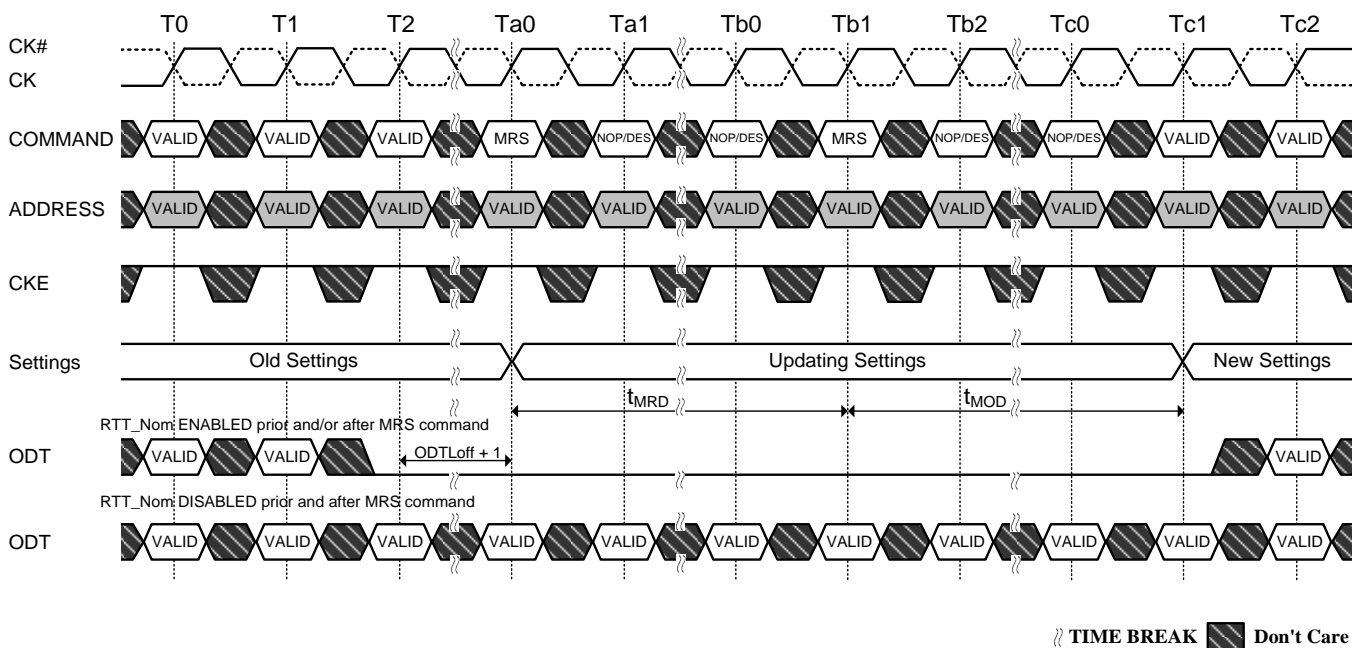 T0 T1 T2 Ta0 Ta1 Tb0 Tb1 Tb2 Tc0 Tc1 Tc2
CK#
CK
COMMAND VALID VALID VALID MRS NOP/DES NOP/DES MRS NOP/DES NOP/DES VALID VALID
ADDRESS VALID VALID VALID VALID VALID VALID VALID VALID VALID VALID VALID
CKE
Settings Old Settings Updating Settings New Settings
tMRD tMOD
RTT_Nom ENABLED prior and/or after MRS command
ODT VALID VALID ODTLoff + 1 VALID
RTT_Nom DISABLED prior and after MRS command
ODT VALID VALID VALID VALID VALID VALID VALID VALID VALID VALID VALID
TIME BREAK Don't Care